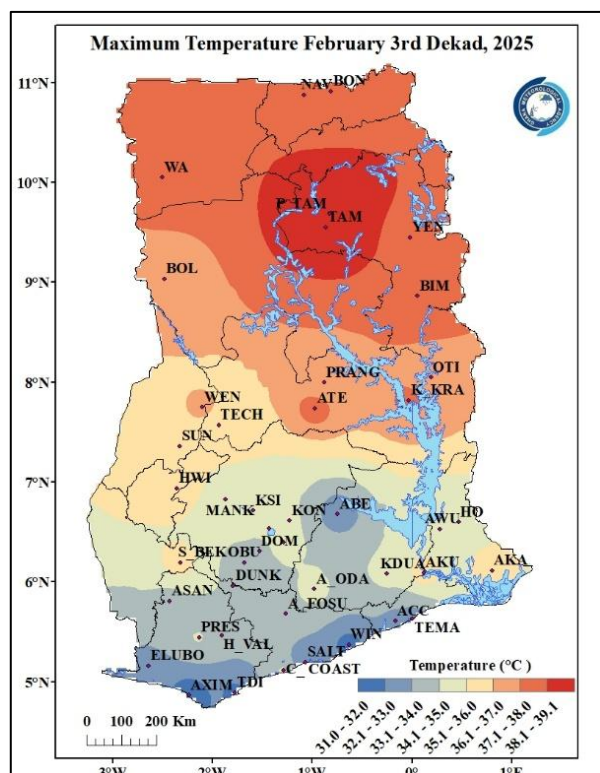 Maximum Temperature February 3rd Dekad, 2025
11°N
NAV BON
WA
10°N
P_TAM
TAM
YEN
9°N
BOL
BIM
PRANG
OTI
8°N
WEN
ATE
K_KRA
TECH
SUN
7°N
HWI
MANK
KSI
KON
ABE
HO
AWU
DOM
S_BEKOBU
6°N
DUNK
A_ODA
KDUA
AKU
AKA
ASAN
A_FOSU
ACC
TEMA
PRES
H_VAL
WIN
ELUBO
SALT
C_COAST
5°N
AXIM
TDI
Temperature (°C)
31.0 - 32.0
32.1 - 33.0
33.1 - 34.0
34.1 - 35.0
35.1 - 36.0
36.1 - 37.0
37.1 - 38.0
38.1 - 39.1
0 100 200 Km
3°W 2°W 1°W 0° 1°E